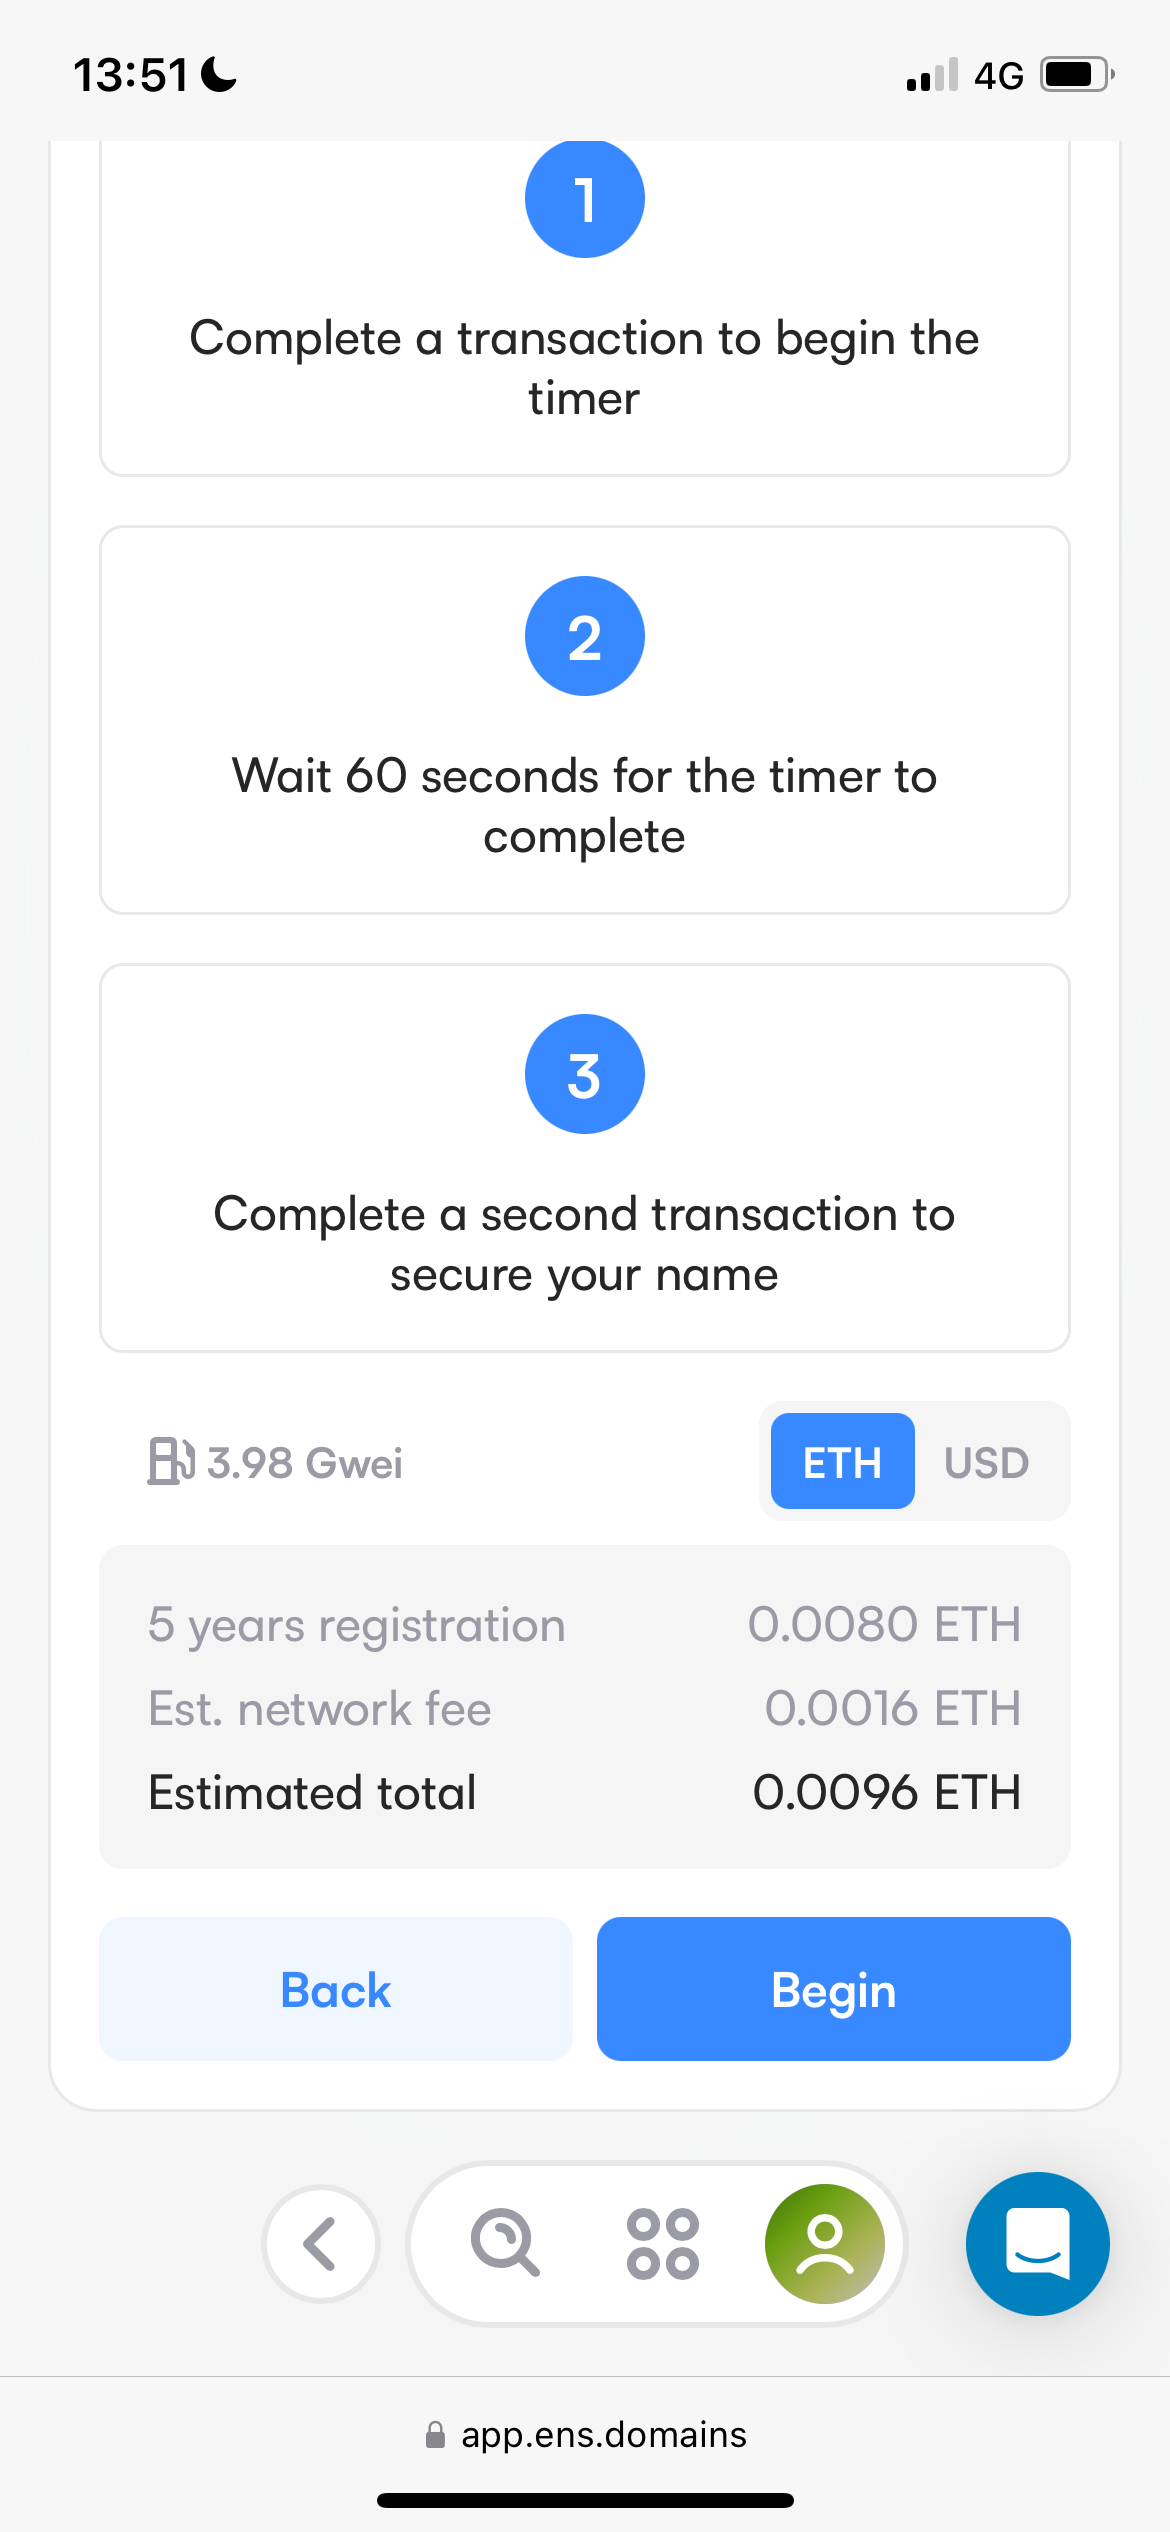 13:51
4G
1
Complete a transaction to begin the
timer
2
Wait 60 seconds for the timer to
complete
3
Complete a second transaction to
secure your name
3.98 Gwei
ETH USD
5 years registration 0.0080 ETH
Est. network fee 0.0016 ETH
Estimated total 0.0096 ETH
Back Begin
app.ens.domains